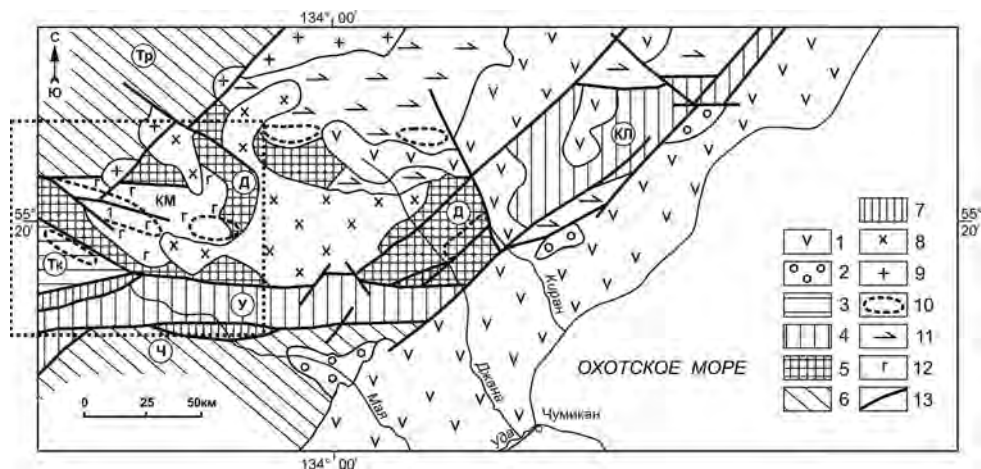 134° 00′
С
Ю
Тр
КЛ
Д
КМ
1
Д
55°
20′
55°
20′
Тк
У
Ч
Киран
Джана
Мая
Уда
Чумикан
ОХОТСКОЕ МОРЕ
0 25 50км
134° 00′
v 1
2
3
4
5
6
7
× 8
+ 9
10
11
г 12
13